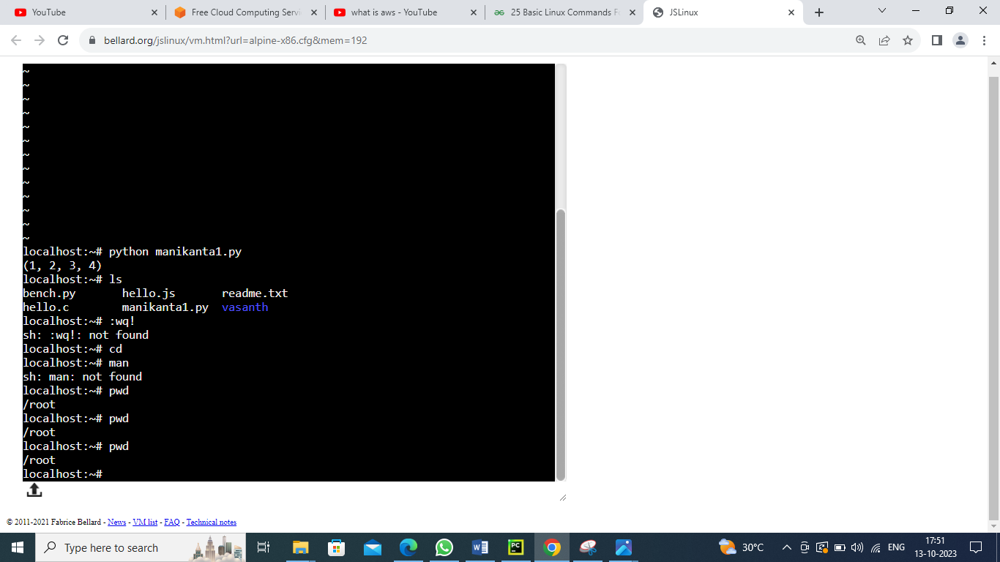 YouTube
Free Cloud Computing Servi
what is aws - YouTube
25 Basic Linux Commands Fo
JSLinux
bellard.org/jslinux/vm.html?url=alpine-x86.cfg&mem=192
~
~
~
~
~
~
~
~
~
~
~
~
~
localhost:~# python manikanta1.py
(1, 2, 3, 4)
localhost:~# ls
bench.py hello.js readme.txt
hello.c manikanta1.py vasanth
localhost:~# :wq!
sh: :wq!: not found
localhost:~# cd
localhost:~# man
sh: man: not found
localhost:~# pwd
/root
localhost:~# pwd
/root
localhost:~# pwd
/root
localhost:~#
© 2011-2021 Fabrice Bellard - News - VM list - FAQ - Technical notes
Type here to search
30°C
ENG
17:51
13-10-2023